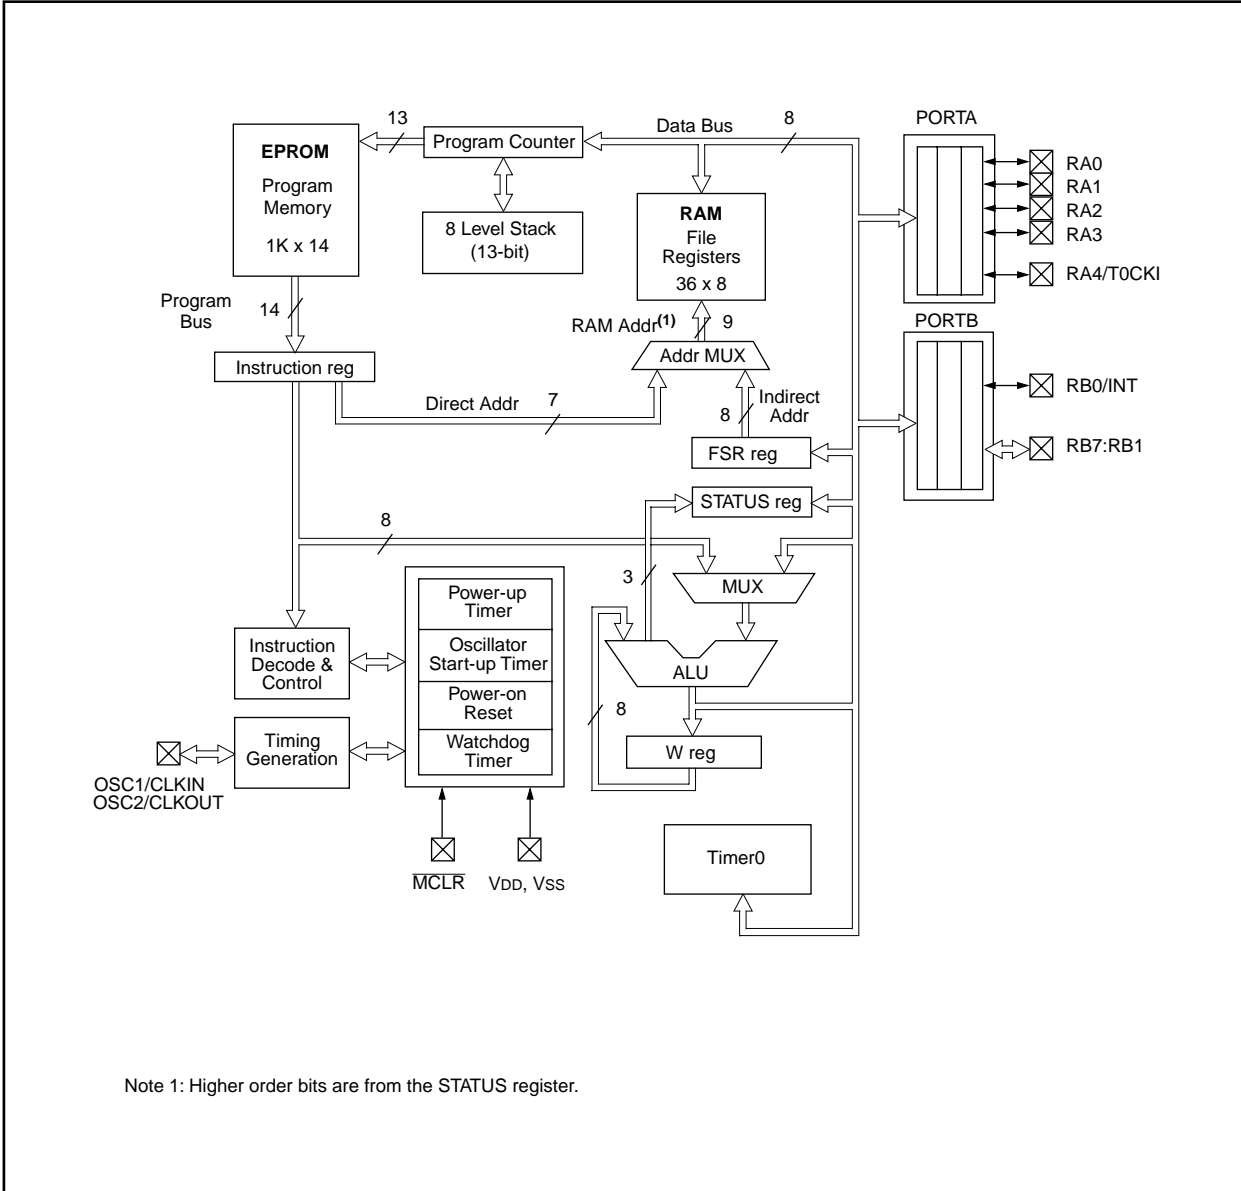 EPROM
Program
Memory
1K x 14
13
Program Counter
Data Bus
8
8 Level Stack
(13-bit)
RAM
File
Registers
36 x 8
PORTA
RA0
RA1
RA2
RA3
RA4/T0CKI
Program
Bus
14
RAM Addr(1)
9
Addr MUX
Instruction reg
Direct Addr
7
8
Indirect
Addr
FSR reg
PORTB
RB0/INT
RB7:RB1
STATUS reg
8
3
MUX
Power-up
Timer
Oscillator
Start-up Timer
Power-on
Reset
Watchdog
Timer
Instruction
Decode &
Control
ALU
8
W reg
Timing
Generation
OSC1/CLKIN
OSC2/CLKOUT
MCLR
VDD, VSS
Timer0
Note 1: Higher order bits are from the STATUS register.